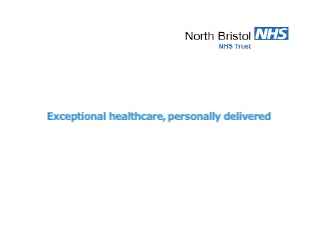 North Bristol NHS
NHS Trust
Exceptional healthcare, personally delivered